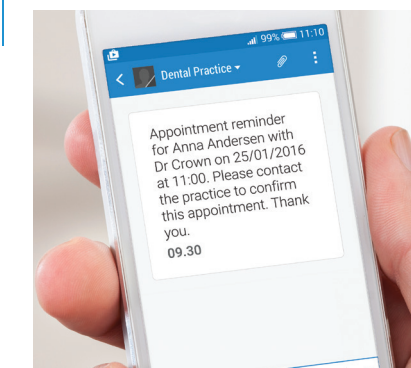 99% 11:10
Dental Practice
Appointment reminder
for Anna Andersen with
Dr Crown on 25/01/2016
at 11:00. Please contact
the practice to confirm
this appointment. Thank
you.
09.30